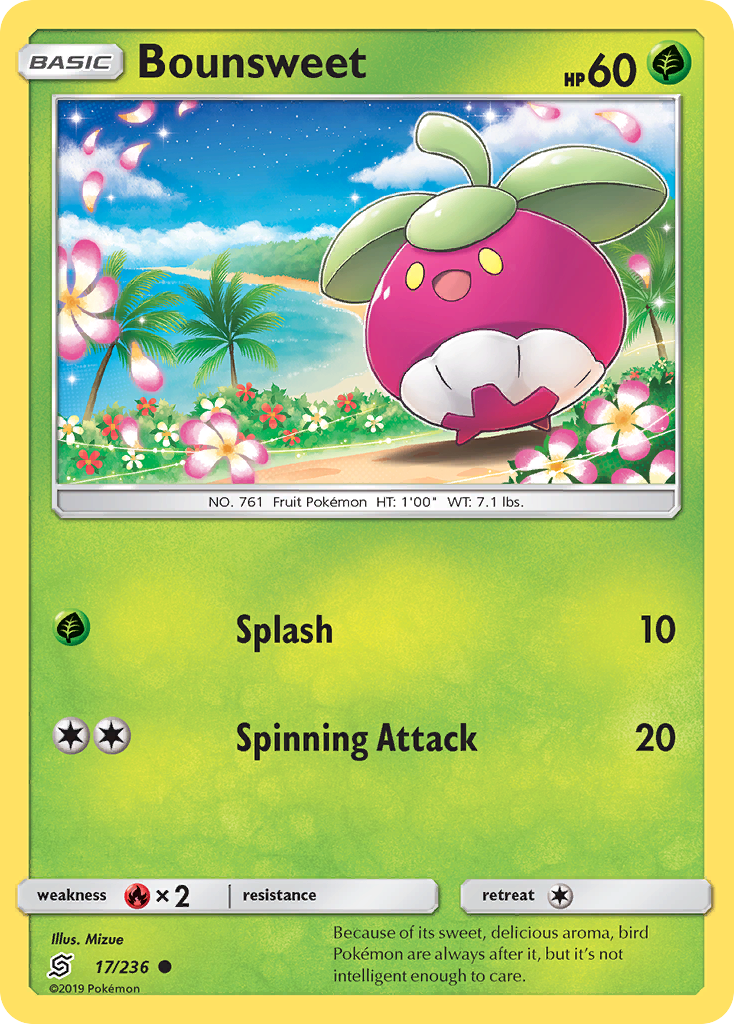 BASIC Bounsweet HP60
NO. 761 Fruit Pokémon HT: 1'00" WT: 7.1 lbs.
Splash 10
Spinning Attack 20
weakness ×2 resistance retreat
Illus. Mizue
17/236
©2019 Pokémon
Because of its sweet, delicious aroma, bird
Pokémon are always after it, but it's not
intelligent enough to care.